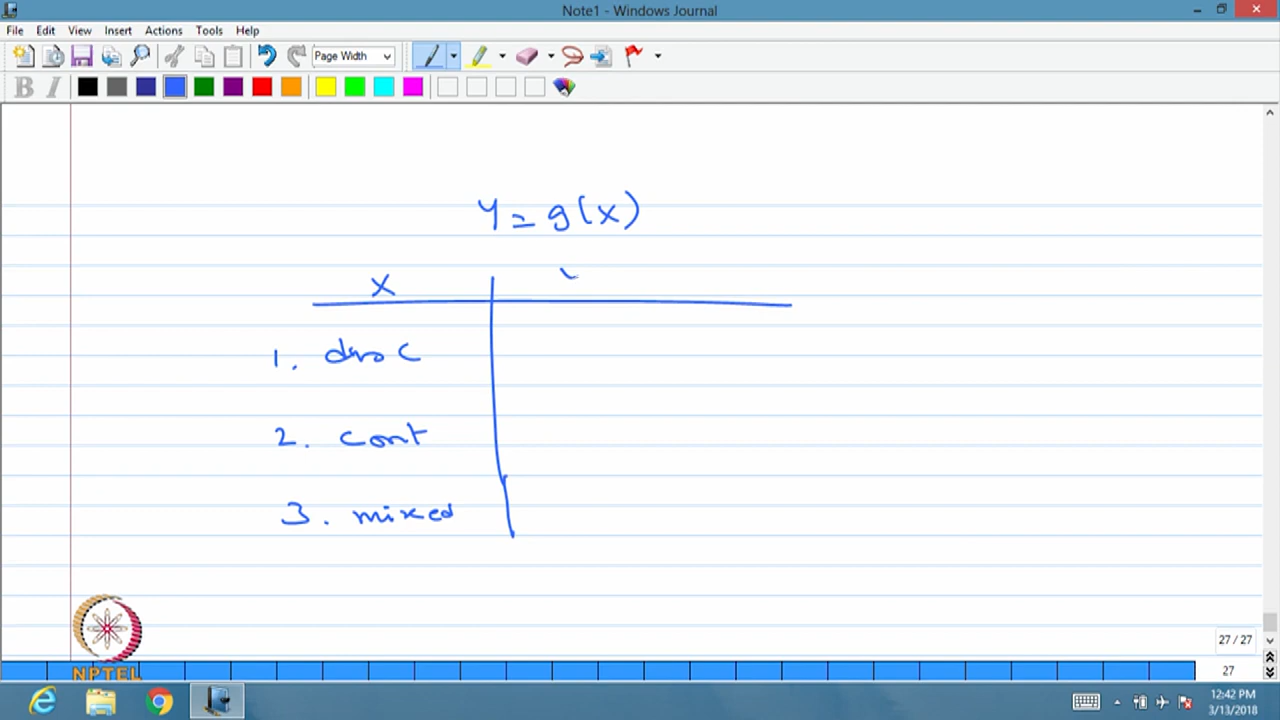 Note1 - Windows Journal
File Edit View Insert Actions Tools Help
Page Width
B I
Y = g(x)
X
1. disc
2. cont
3. mixed
27 / 27
NPTEL
27
12:42 PM
3/13/2018